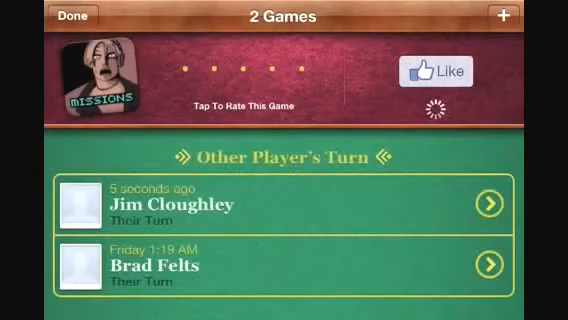 Done
2 Games
+
MISSIONS
Tap To Rate This Game
Like
Other Player's Turn
5 seconds ago
Jim Cloughley
Their Turn
Friday 1:19 AM
Brad Felts
Their Turn